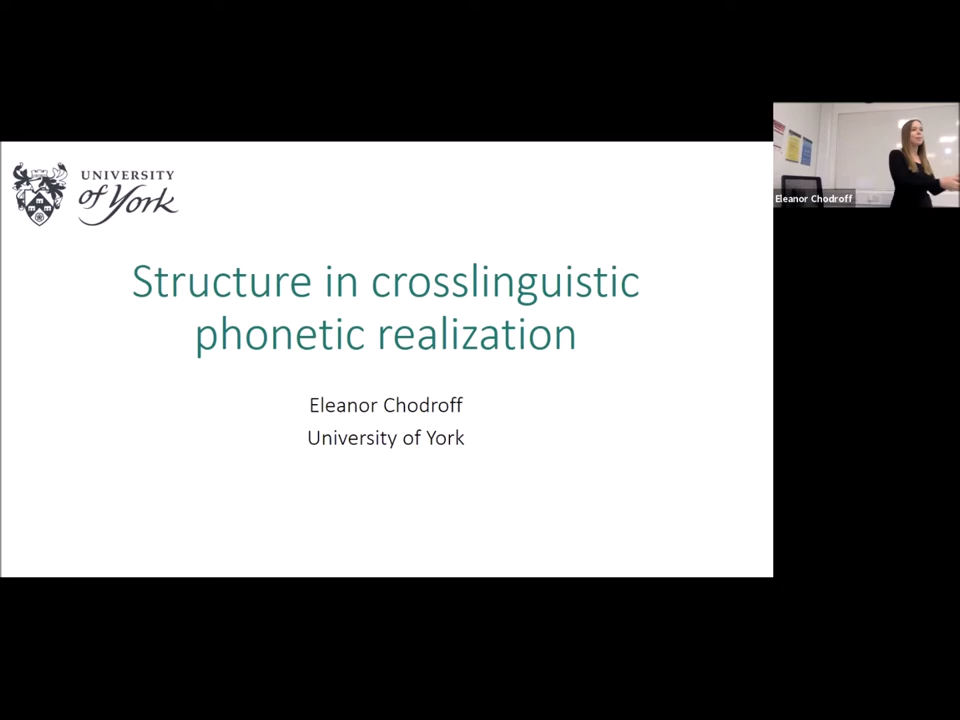 UNIVERSITY
of York
Structure in crosslinguistic
phonetic realization
Eleanor Chodroff
University of York
Eleanor Chodroff